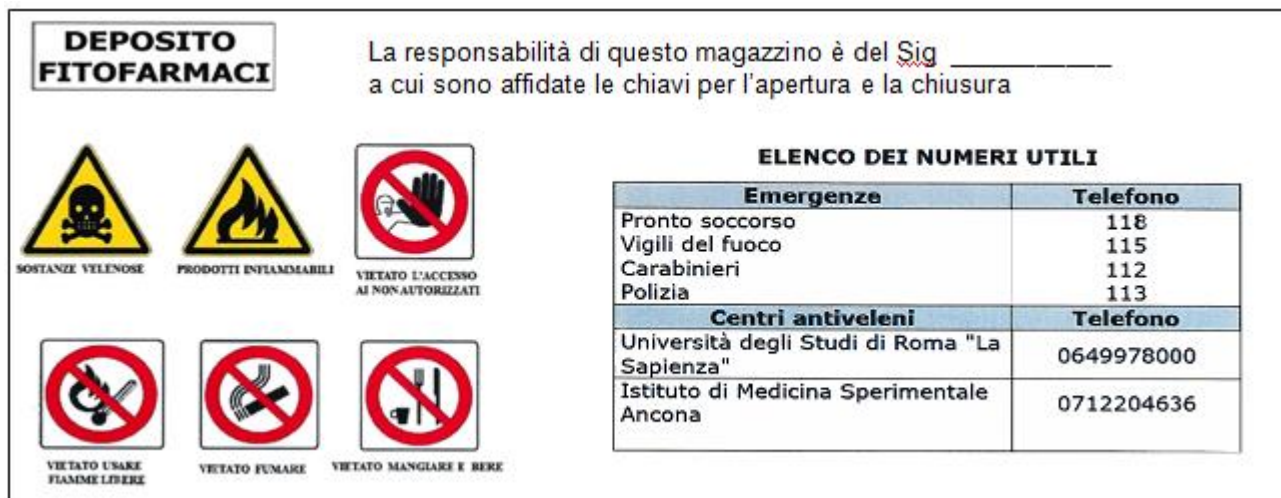 DEPOSITO
FITOFARMACI
La responsabilità di questo magazzino è del Sig ___________
a cui sono affidate le chiavi per l'apertura e la chiusura
SOSTANZE VELENOSE
PRODOTTI INFIAMMABILI
VIETATO L'ACCESSO
AI NON AUTORIZZATI
VIETATO USARE
FIAMME LIBERE
VIETATO FUMARE
VIETATO MANGIARE E BERE
ELENCO DEI NUMERI UTILI
Emergenze Telefono
Pronto soccorso 118
Vigili del fuoco 115
Carabinieri 112
Polizia 113
Centri antiveleni Telefono
Università degli Studi di Roma "La
Sapienza" 0649978000
Istituto di Medicina Sperimentale
Ancona 0712204636